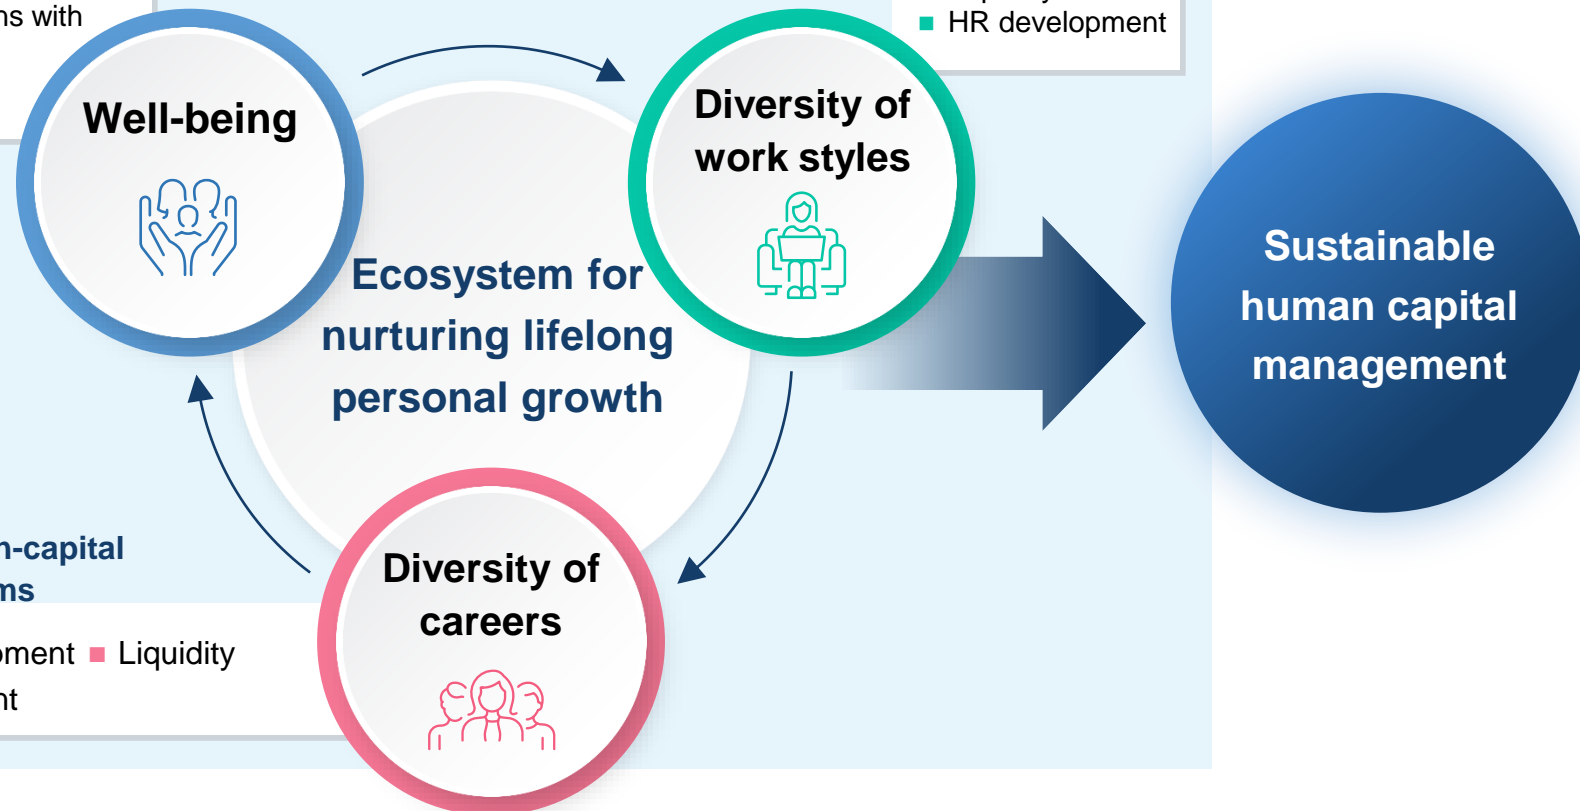 ns with
HR development
Well-being
Diversity of
work styles
Ecosystem for
nurturing lifelong
personal growth
Sustainable
human capital
management
n-capital
ms
Diversity of
careers
oment ■ Liquidity
nt